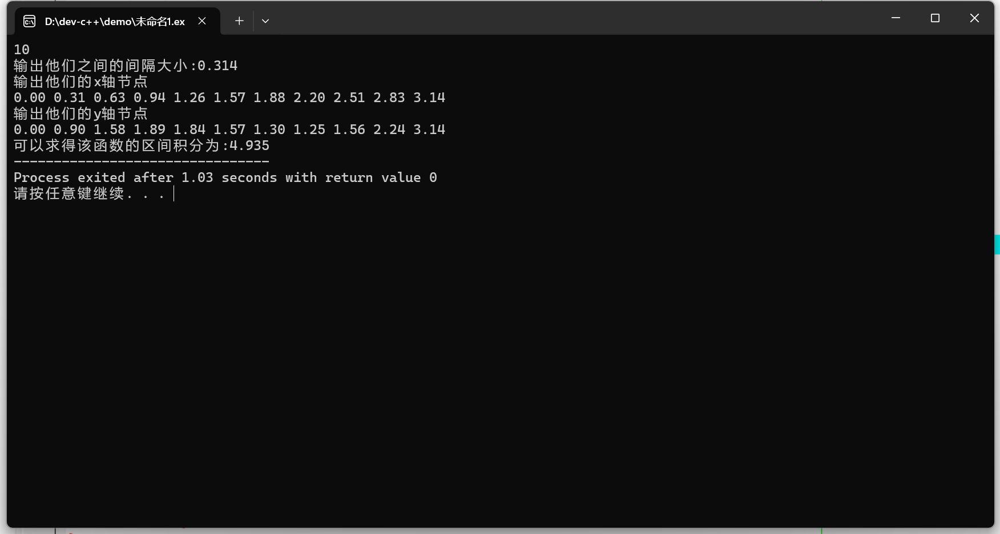 D:\dev-c++\demo\未命名1.ex
10
输出他们之间的间隔大小:0.314
输出他们的x轴节点
0.00 0.31 0.63 0.94 1.26 1.57 1.88 2.20 2.51 2.83 3.14
输出他们的y轴节点
0.00 0.90 1.58 1.89 1.84 1.57 1.30 1.25 1.56 2.24 3.14
可以求得该函数的区间积分为:4.935
--------------------------------
Process exited after 1.03 seconds with return value 0
请按任意键继续. . .